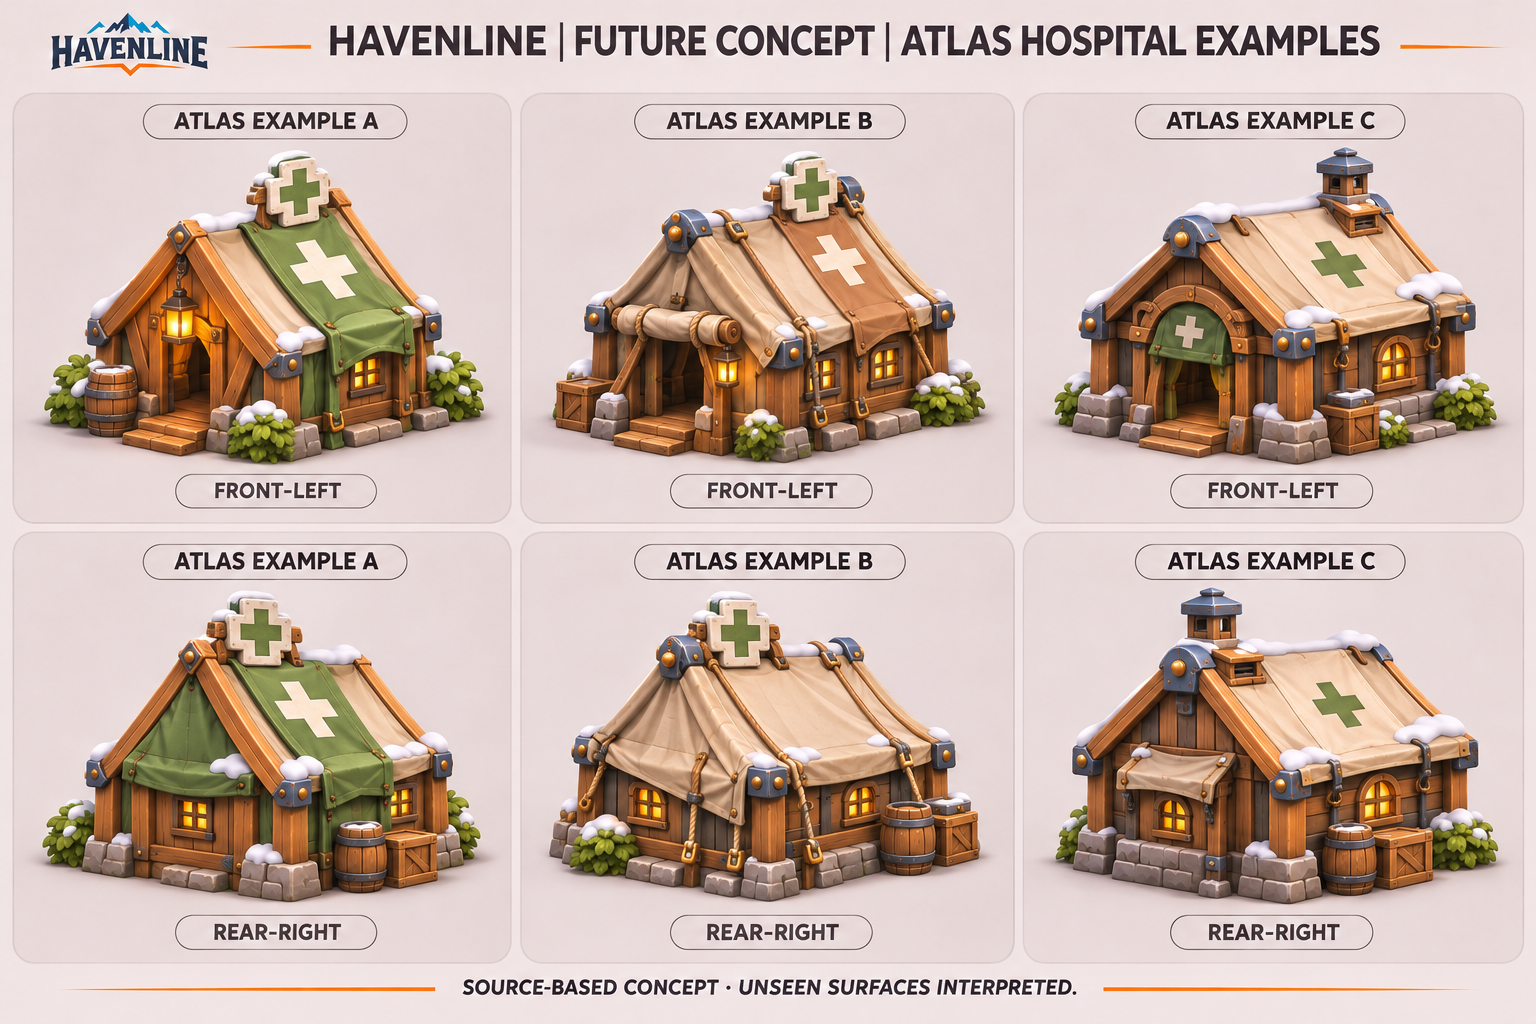 HAVENLINE
HAVENLINE | FUTURE CONCEPT | ATLAS HOSPITAL EXAMPLES
ATLAS EXAMPLE A
ATLAS EXAMPLE B
ATLAS EXAMPLE C
FRONT-LEFT
FRONT-LEFT
FRONT-LEFT
ATLAS EXAMPLE A
ATLAS EXAMPLE B
ATLAS EXAMPLE C
REAR-RIGHT
REAR-RIGHT
REAR-RIGHT
SOURCE-BASED CONCEPT · UNSEEN SURFACES INTERPRETED.